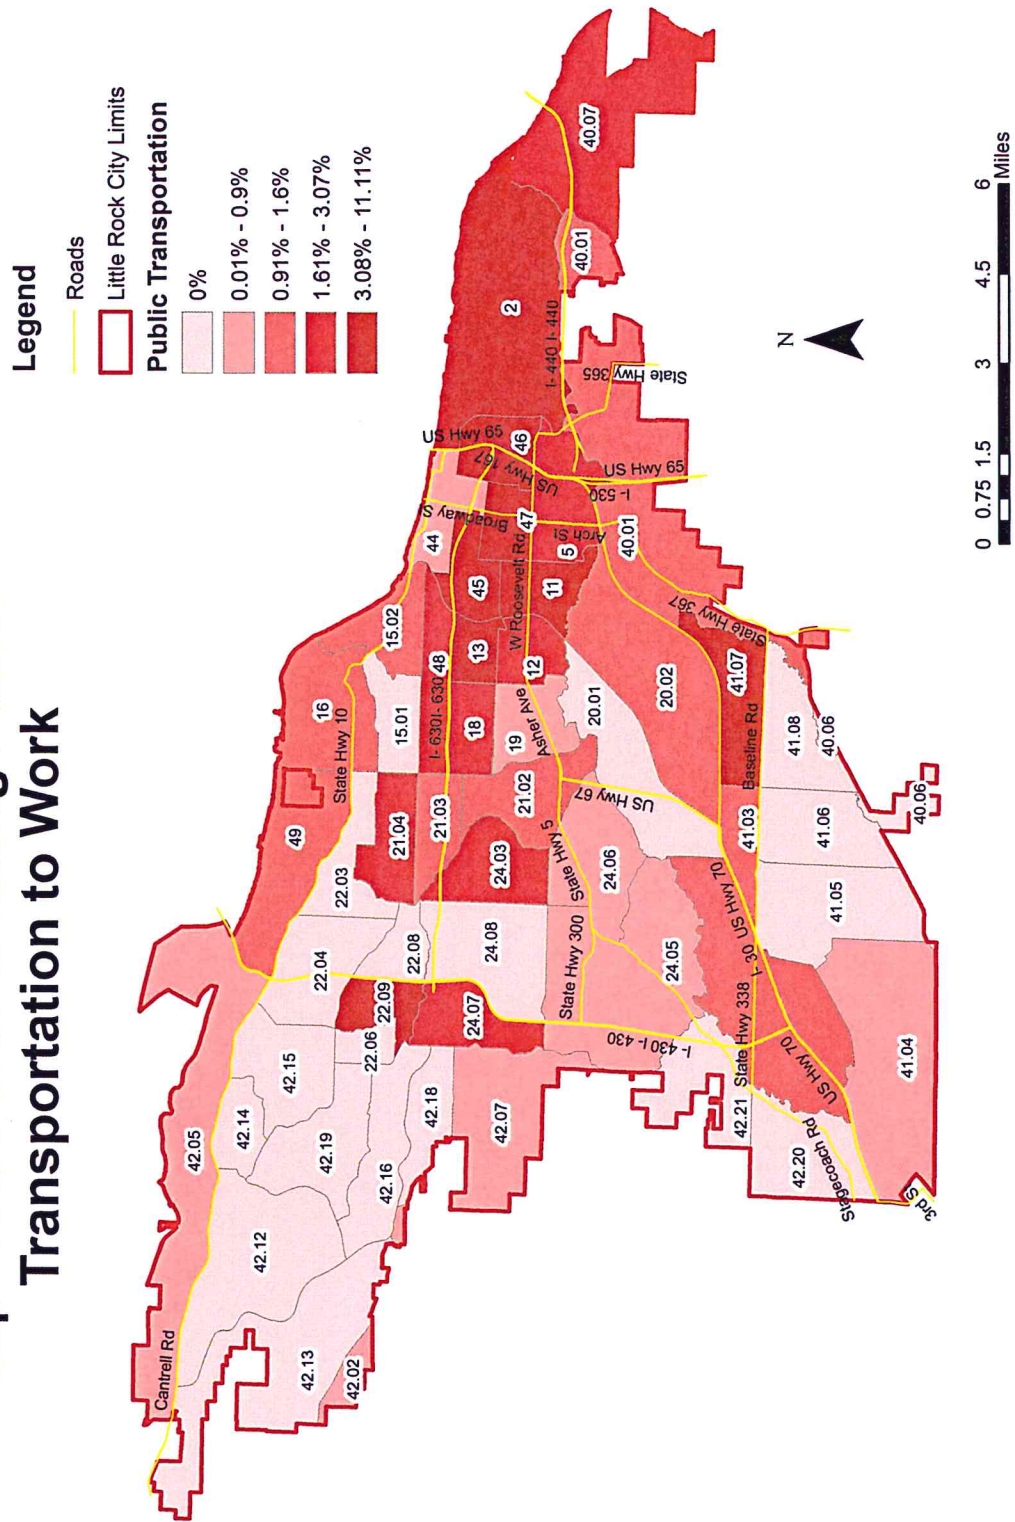 Transportation to Work
Legend
Roads
Little Rock City Limits
Public Transportation
0%
0.01% - 0.9%
0.91% - 1.6%
1.61% - 3.07%
3.08% - 11.11%
Cantrell Rd
42.05
42.12
42.13
42.02
42.14
42.15
42.19
42.16
42.18
42.07
22.06
22.09
22.04
22.08
22.03
24.07
24.08
49
State Hwy 10
16
15.02
15.01
21.04
21.03
I- 630I- 630
48
18
13
45
44
Broadway St
US Hwy 65
US Hwy 167
46
47
2
W Roosevelt Rd
Arch St
5
11
12
Asher Ave
19
21.02
24.03
State Hwy 5
State Hwy 300
24.06
24.05
US Hwy 67
20.01
20.02
I- 440 I- 440
40.01
40.07
State Hwy 365
US Hwy 65
I- 530
40.01
State Hwy 367
41.07
Baseline Rd
41.03
I- 30 US Hwy 70
State Hwy 338
I- 430 I- 430
US Hwy 70
42.21
42.20
Stagecoach Rd
3rd St
41.04
41.05
41.06
41.08
40.06
40.06
N
0 0.75 1.5 3 4.5 6
Miles